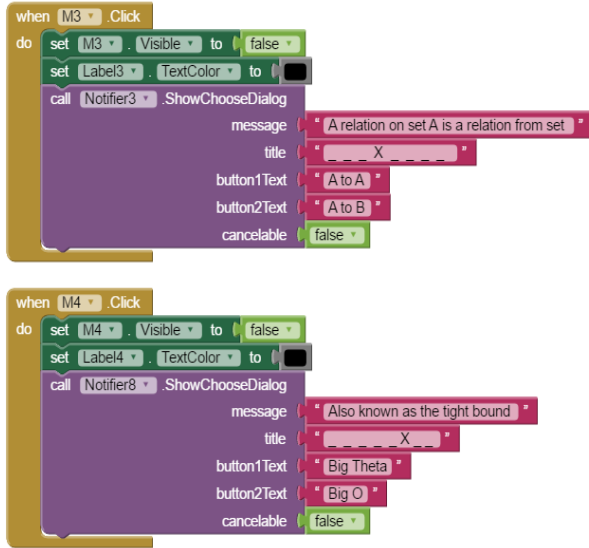 when M3 .Click
do set M3 . Visible to false
set Label3 . TextColor to
call Notifier3 .ShowChooseDialog
message " A relation on set A is a relation from set "
title " _ _ _ X _ _ _ _ "
button1Text " A to A "
button2Text " A to B "
cancelable false
when M4 .Click
do set M4 . Visible to false
set Label4 . TextColor to
call Notifier8 .ShowChooseDialog
message " Also known as the tight bound "
title " _ _ _ _ _ X _ _ "
button1Text " Big Theta "
button2Text " Big O "
cancelable false